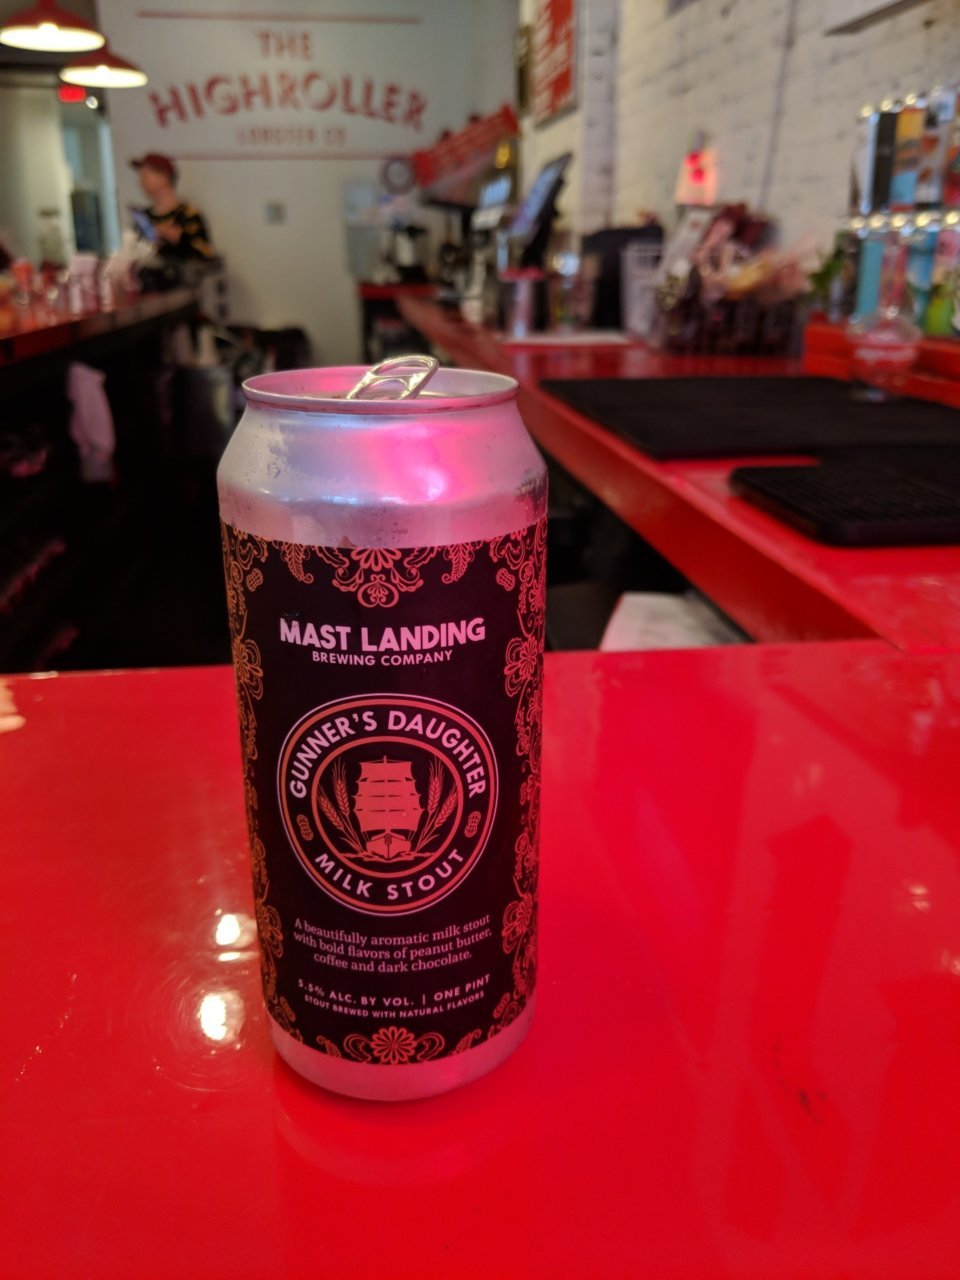 THE
HIGHROLLER
LOBSTER CO
MAST LANDING
BREWING COMPANY
GUNNER'S DAUGHTER
MILK STOUT
A beautifully aromatic milk stout
with bold flavors of peanut butter,
coffee and dark chocolate.
5.5% ALC. BY VOL. | ONE PINT
STOUT BREWED WITH NATURAL FLAVORS